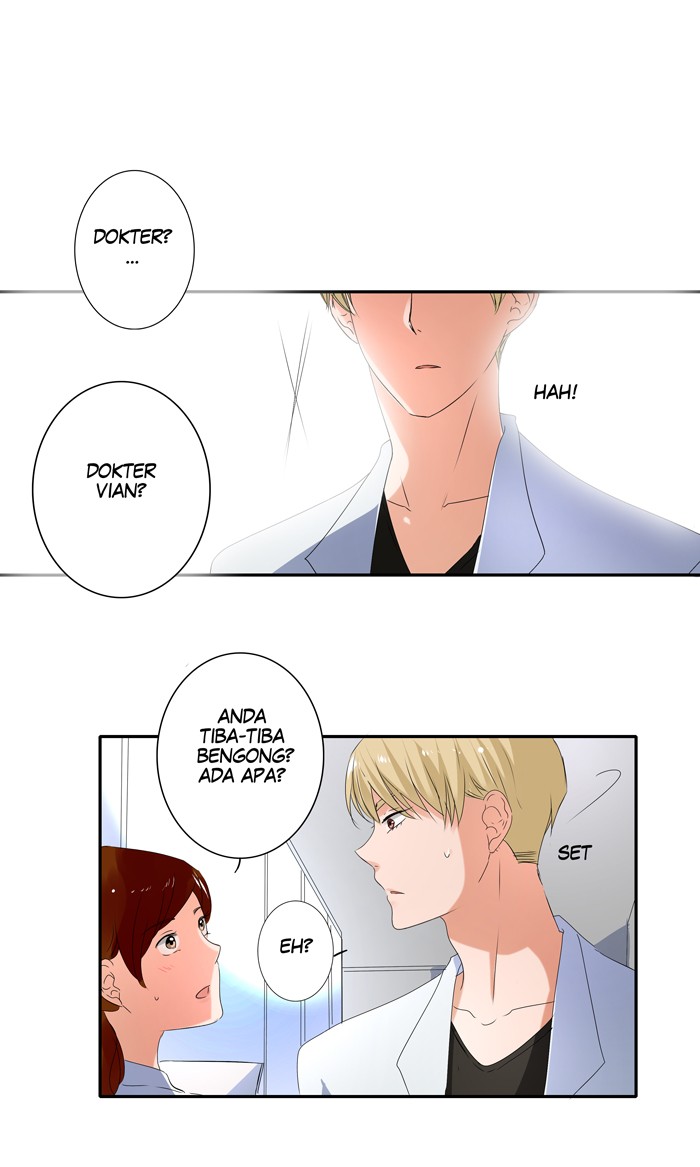 DOKTER?
...
HAH!
DOKTER
VIAN?
ANDA
TIBA-TIBA
BENGONG?
ADA APA?
SET
EH?